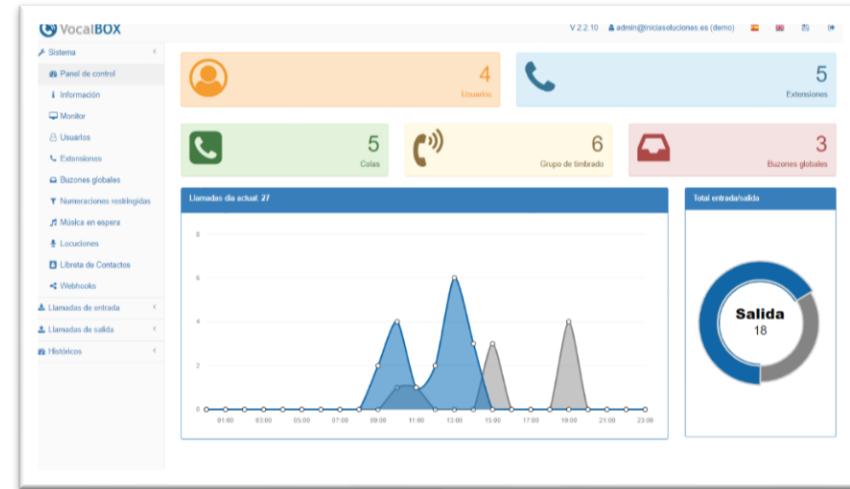 VocalBOX
V 2.2.10 admin@iniciasoluciones.es (demo)
Sistema
Panel de control
Información
Monitor
Usuarios
Extensiones
Buzones globales
Numeraciones restringidas
Música en espera
Locuciones
Libreta de Contactos
Webhooks
Llamadas de entrada
Llamadas de salida
Históricos
4
Usuarios
5
Extensiones
5
Colas
6
Grupo de timbrado
3
Buzones globales
Llamadas dia actual: 27
8
6
4
2
0
01:00 03:00 05:00 07:00 09:00 11:00 13:00 15:00 17:00 19:00 21:00 23:00
Total entrada/salida
Salida
18